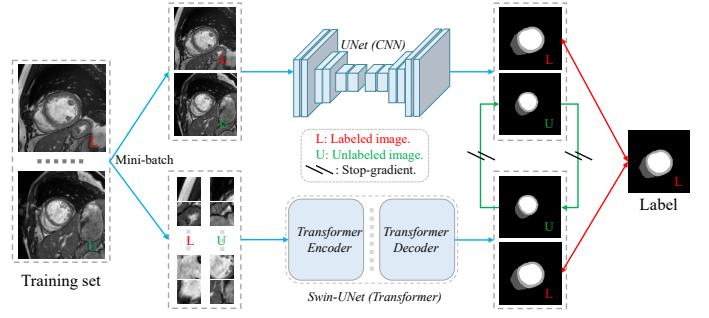 L
U
Training set
Mini-batch
L
U
L
U
UNet (CNN)
L: Labeled image.
U: Unlabeled image.
: Stop-gradient.
Transformer
Encoder
Transformer
Decoder
Swin-UNet (Transformer)
L
U
U
L
L
Label